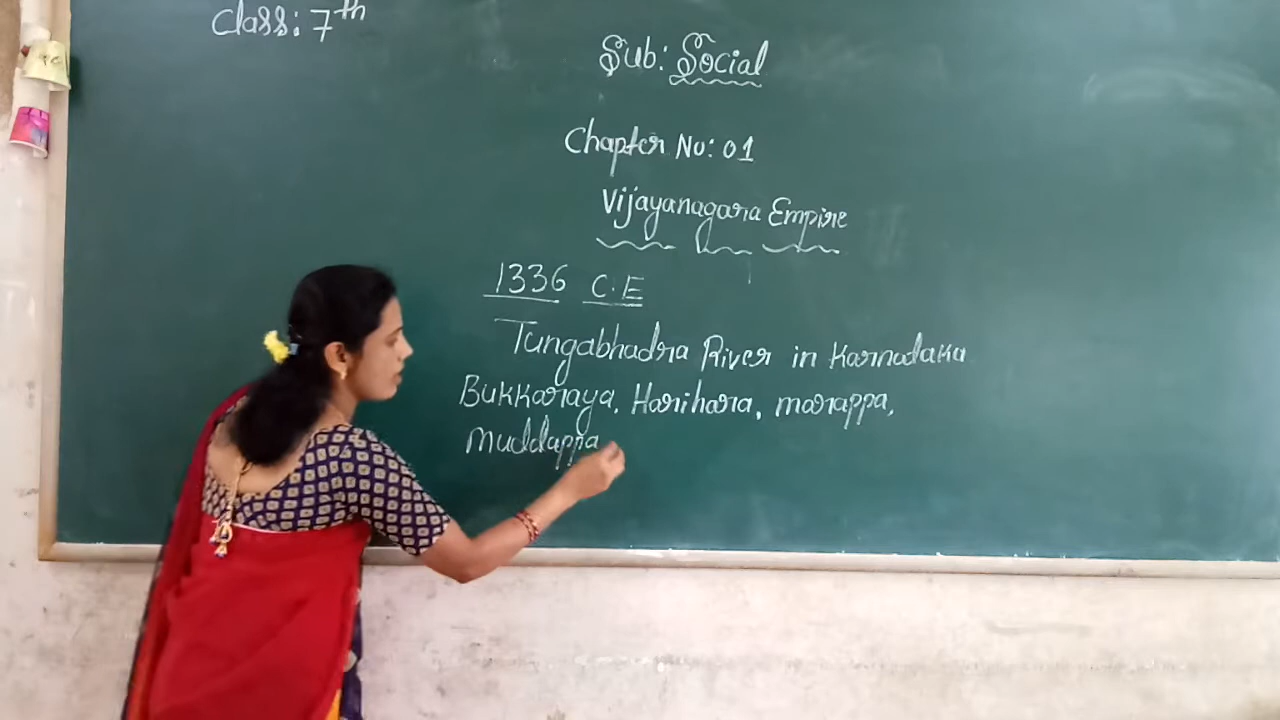 Class: 7th
Sub: Social
Chapter No: 01
Vijayanagara Empire
1336 C.E
Tungabhadra River in Karnataka
Bukkaraya, Harihara, marappa,
muddappa